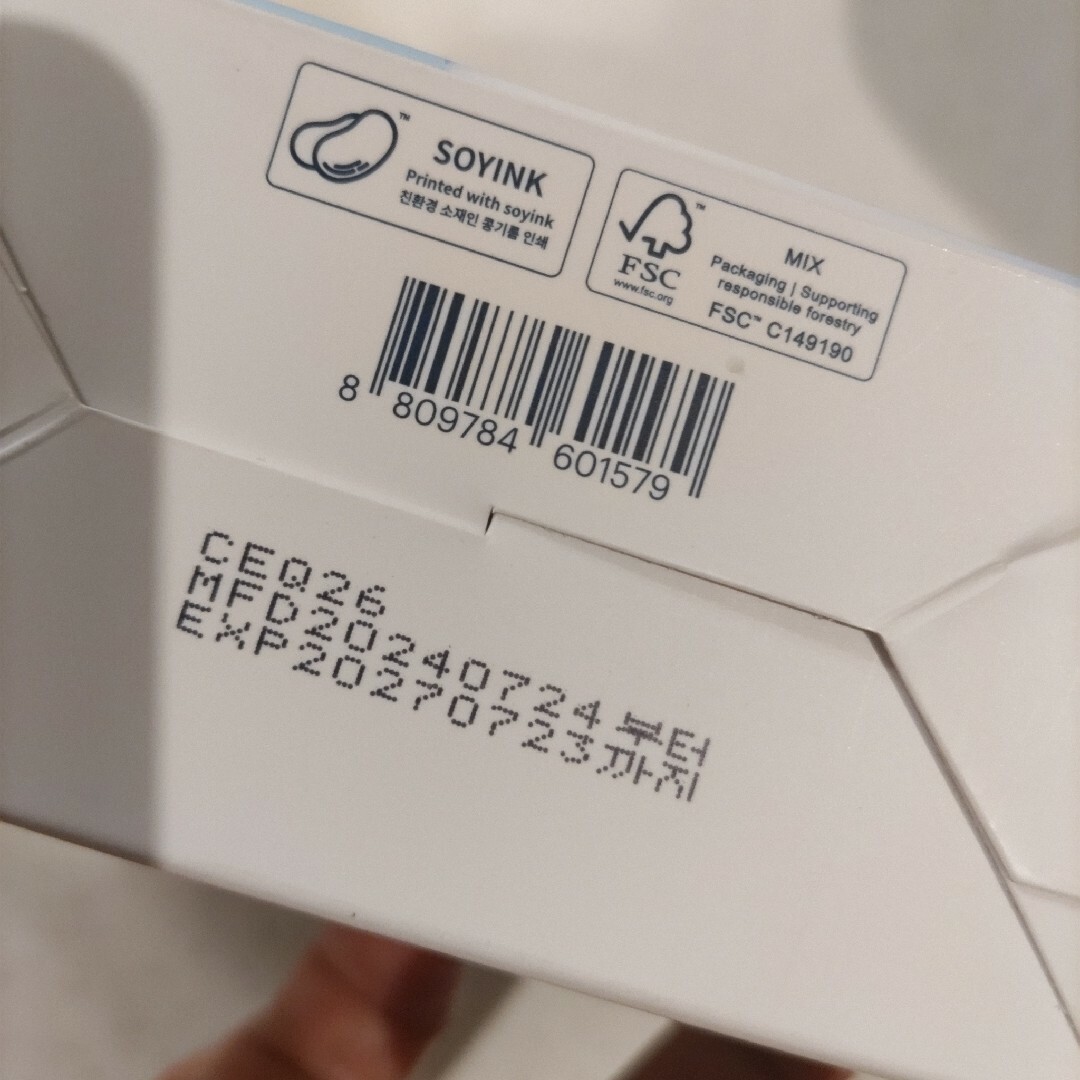 SOYINK
Printed with soyink
친환경 소재인 콩기름 인쇄
FSC
www.fsc.org
MIX
Packaging | Supporting
responsible forestry
FSC™ C149190
8 809784 601579
CEQ26
MFD20240724부터
EXP20270723까지